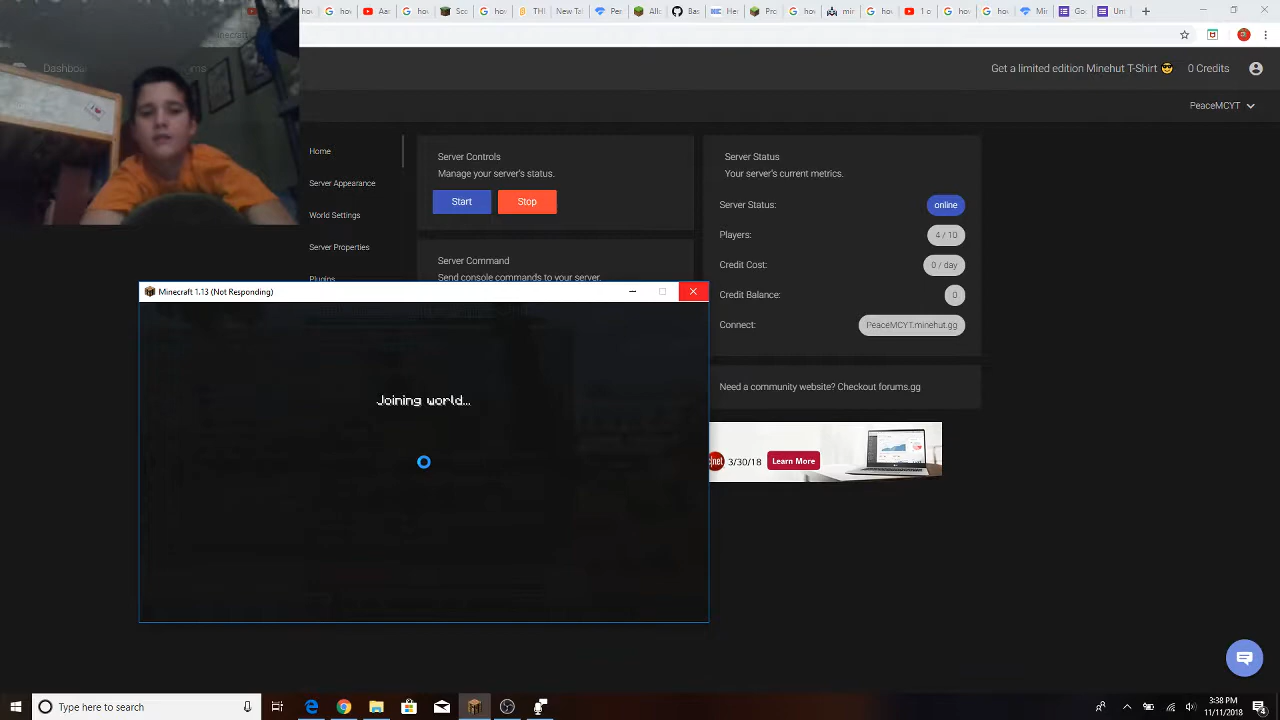 Get a limited edition Minehut T-Shirt 😎 0 Credits
PeaceMCYT
Home
Server Appearance
World Settings
Server Properties
Plugins
Server Controls
Manage your server's status.
Start Stop
Server Command
Send console commands to your server.
Server Status
Your server's current metrics.
Server Status: online
Players: 4 / 10
Credit Cost: 0 / day
Credit Balance: 0
Connect: PeaceMCYT.minehut.gg
Need a community website? Checkout forums.gg
3/30/18 Learn More
Minecraft 1.13 (Not Responding)
Joining world...
Type here to search
3:38 PM
11/11/2018